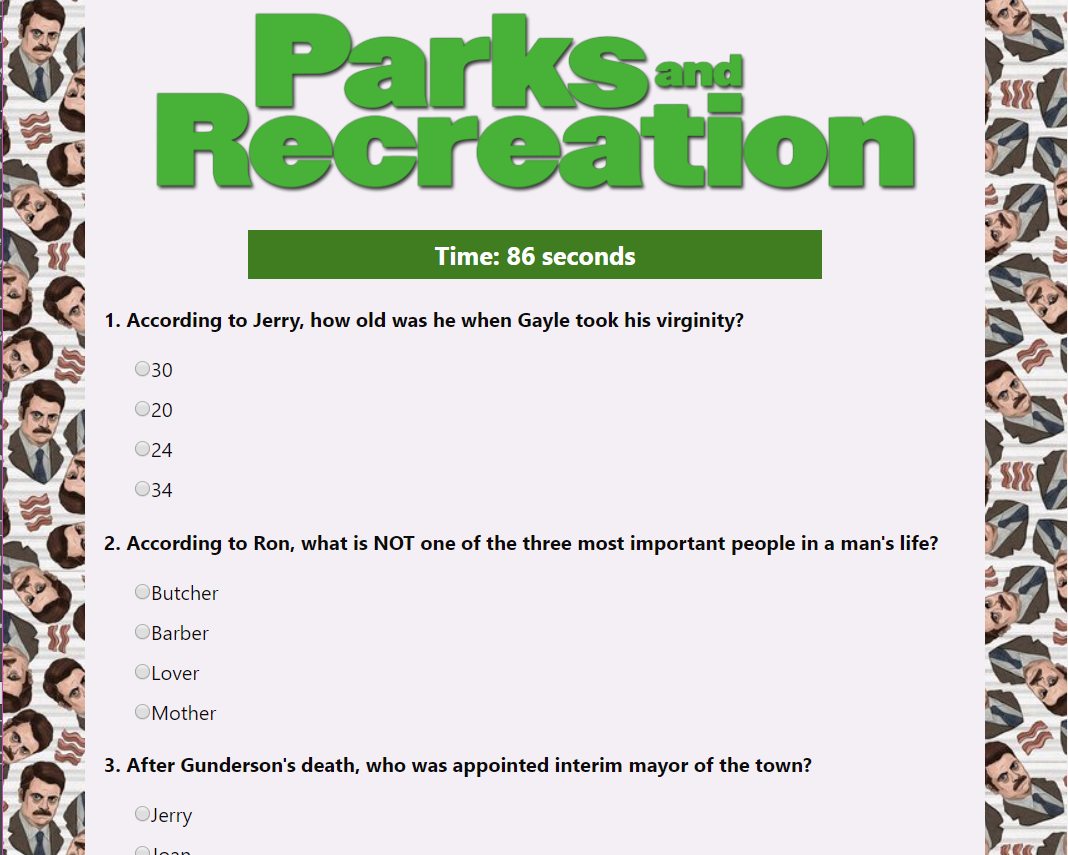 Parks and
Recreation
Time: 86 seconds
1. According to Jerry, how old was he when Gayle took his virginity?
30
20
24
34
2. According to Ron, what is NOT one of the three most important people in a man's life?
Butcher
Barber
Lover
Mother
3. After Gunderson's death, who was appointed interim mayor of the town?
Jerry
Joan